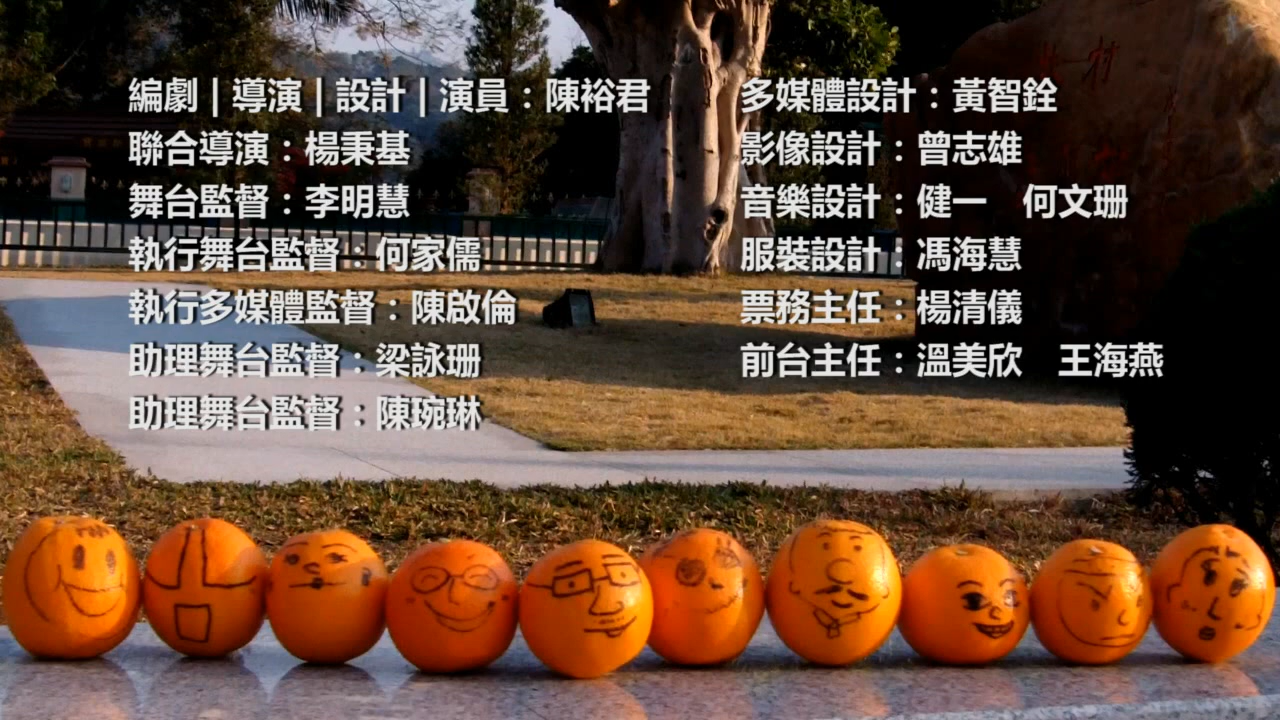 編劇 | 導演 | 設計 | 演員：陳裕君
聯合導演：楊秉基
舞台監督：李明慧
執行舞台監督：何家儒
執行多媒體監督：陳啟倫
助理舞台監督：梁詠珊
助理舞台監督：陳琬琳
多媒體設計：黃智銓
影像設計：曾志雄
音樂設計：健一　何文珊
服裝設計：馮海慧
票務主任：楊清儀
前台主任：溫美欣　王海燕